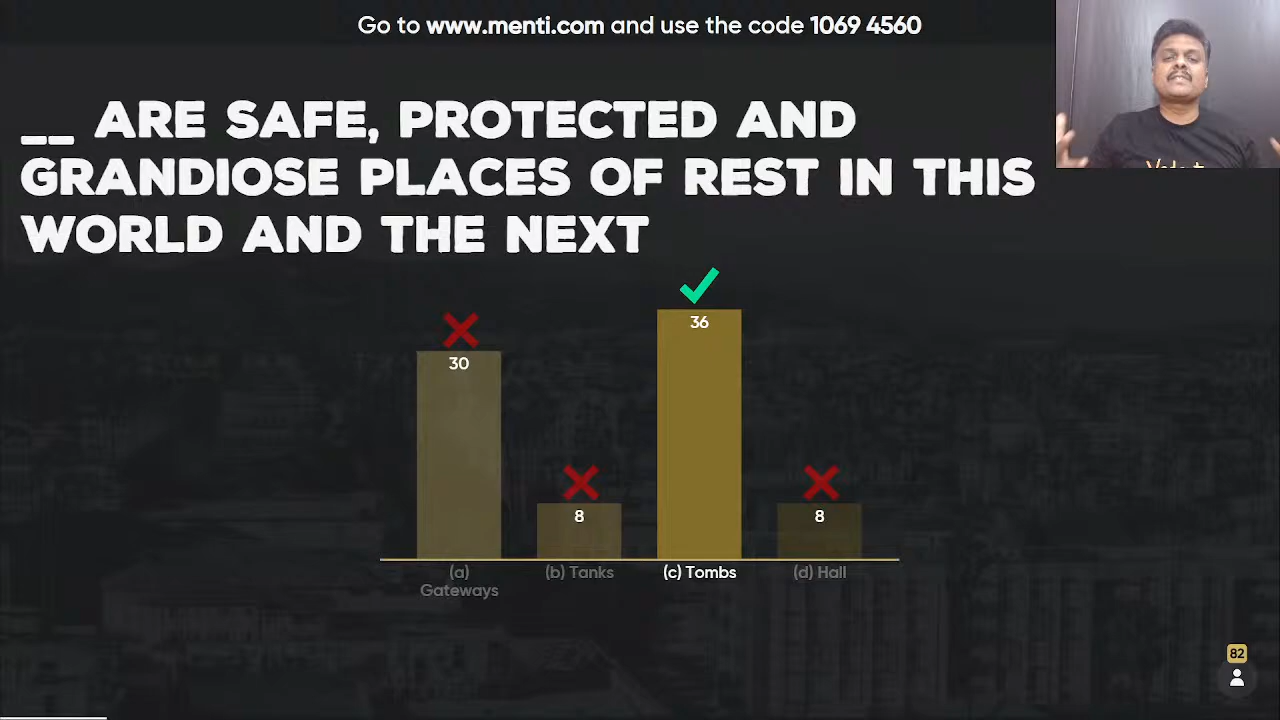 Go to www.menti.com and use the code 1069 4560
__ ARE SAFE, PROTECTED AND
GRANDIOSE PLACES OF REST IN THIS
WORLD AND THE NEXT
30
8
36
8
(a)
Gateways
(b) Tanks
(c) Tombs
(d) Hall
82